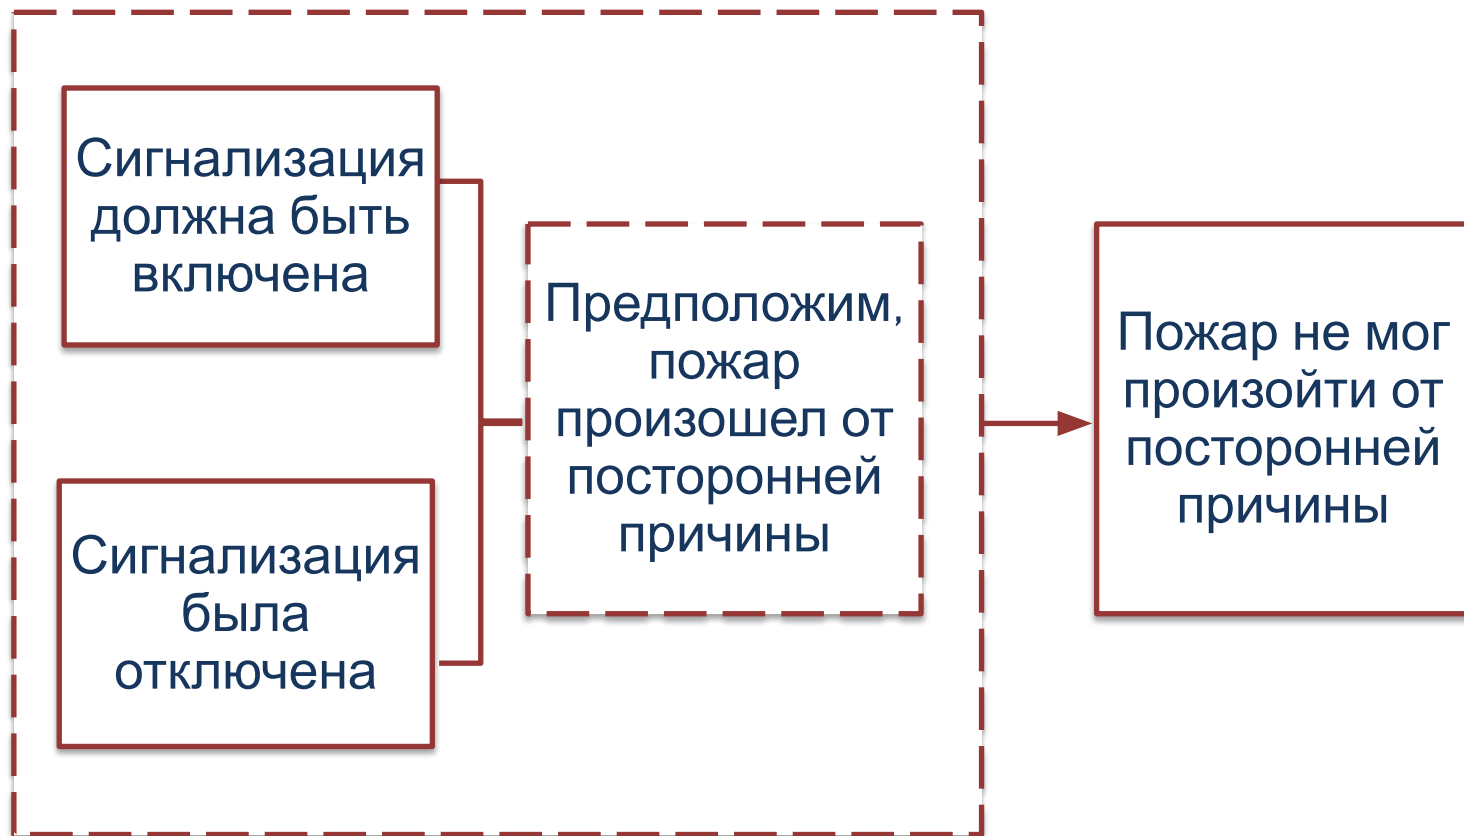 Сигнализация
должна быть
включена
Сигнализация
была
отключена
Предположим,
пожар
произошел от
посторонней
причины
Пожар не мог
произойти от
посторонней
причины